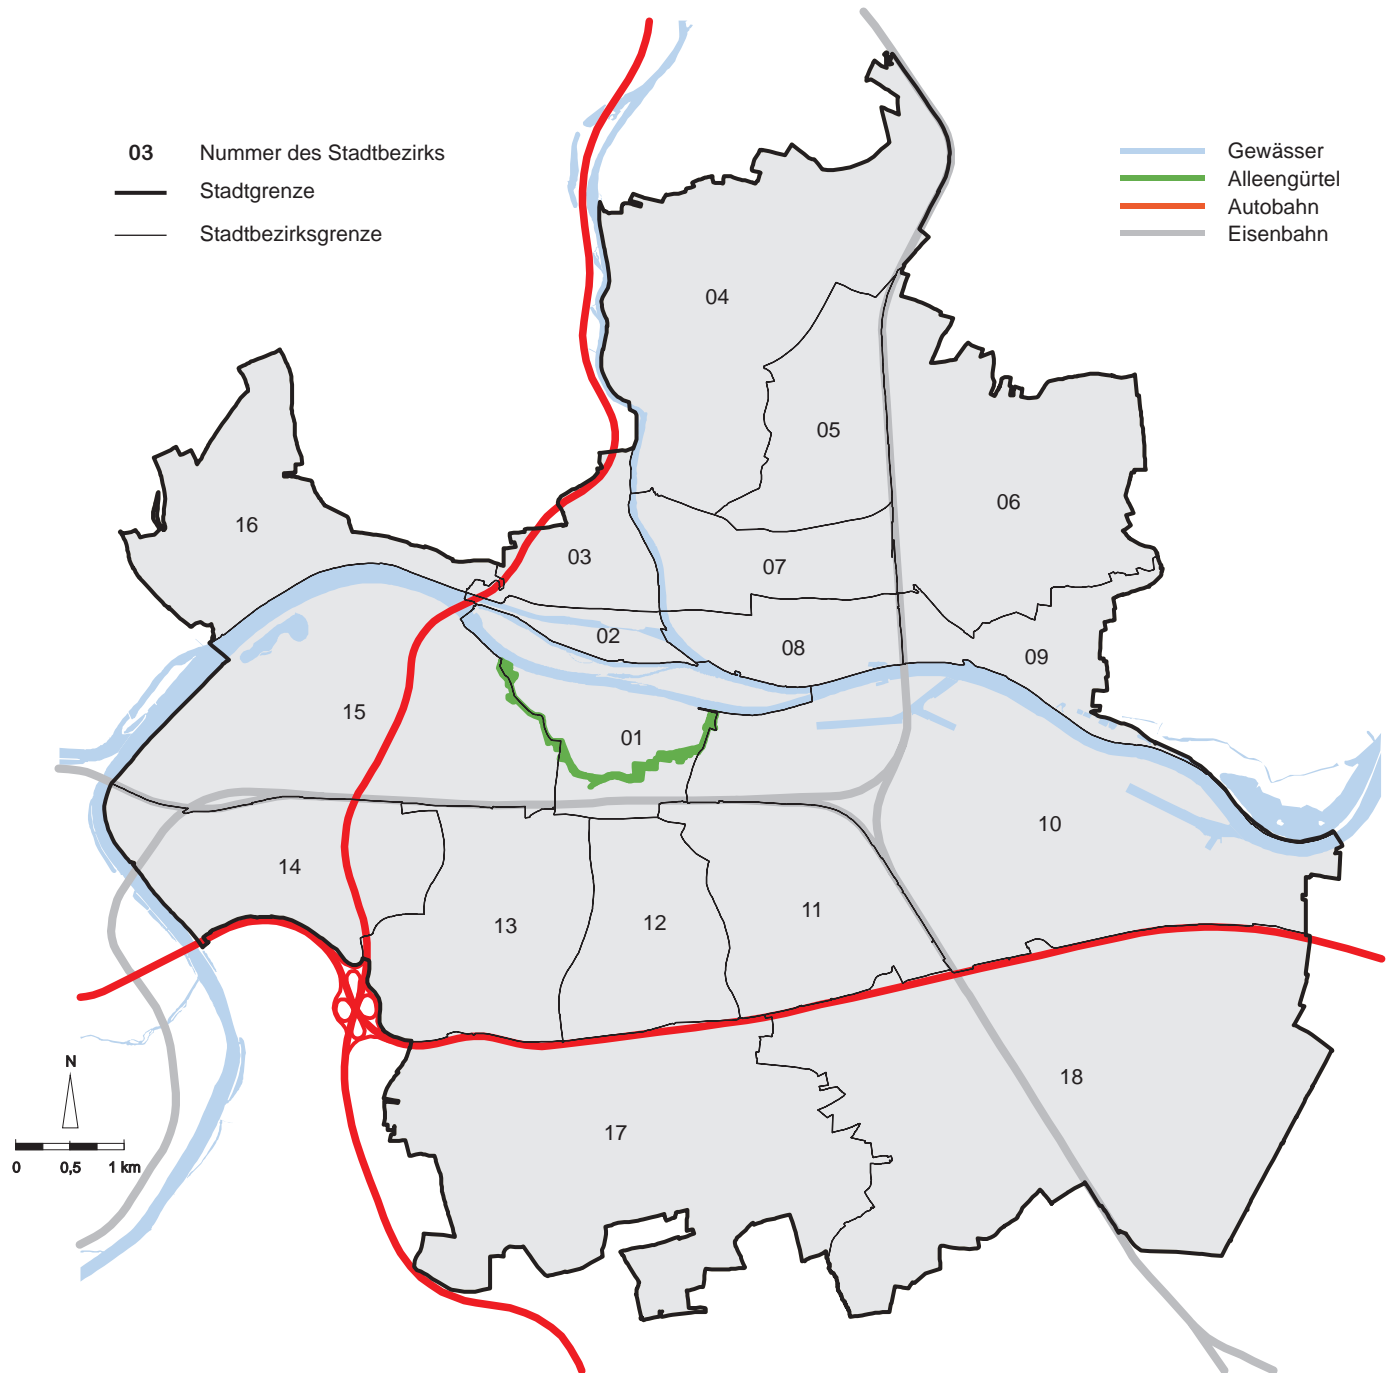 03 Nummer des Stadtbezirks
Stadtgrenze
Stadtbezirksgrenze
Gewässer
Alleengürtel
Autobahn
Eisenbahn
04
05
06
16
03
07
02
08
09
15
01
10
14
13
12
11
18
17
N
0 0,5 1 km